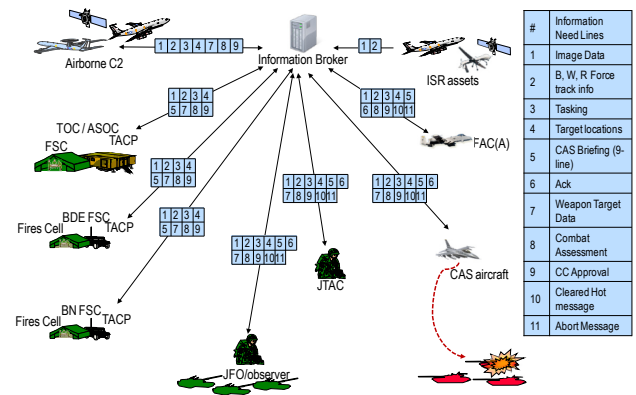 1 2 3 4 7 8 9
Airborne C2
Information Broker
1 2
ISR assets
# Information Need Lines
1 Image Data
2 B, W, R Force track info
3 Tasking
4 Target locations
5 CAS Briefing (9-line)
6 Ack
7 Weapon Target Data
8 Combat Assessment
9 CC Approval
10 Cleared Hot message
11 Abort Message
1 2 3 4
5 7 8 9
TOC / ASOC
FSC
TACP
1 2 3 4 5
6 8 9 10 11
FAC(A)
1 2 3 4
5 7 8 9
BDE FSC
Fires Cell
TACP
1 2 3 4
5 7 8 9
BN FSC
Fires Cell
TACP
1 2 3 4 5 6
7 8 9 10 11
JFO/observer
1 2 3 4 5 6
7 8 9 10 11
JTAC
1 2 3 4 5 6
7 8 9 10 11
CAS aircraft